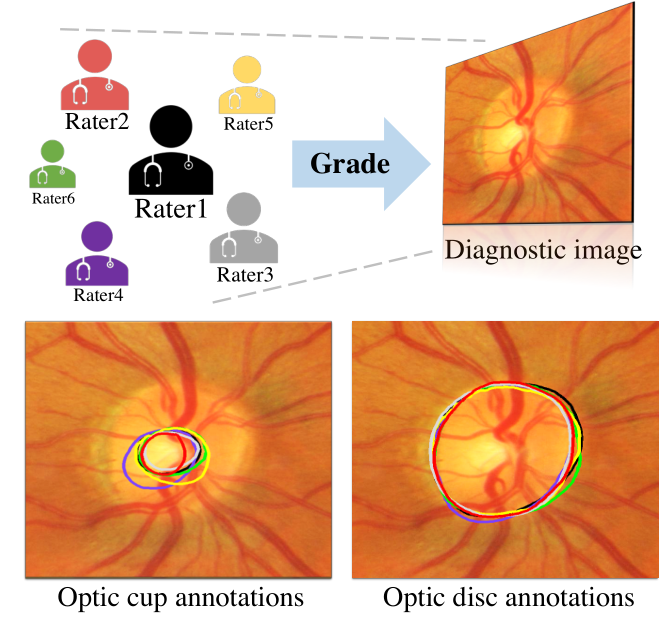 Rater2
Rater5
Grade
Rater6
Rater1
Rater3
Rater4
Diagnostic image
Optic cup annotations
Optic disc annotations